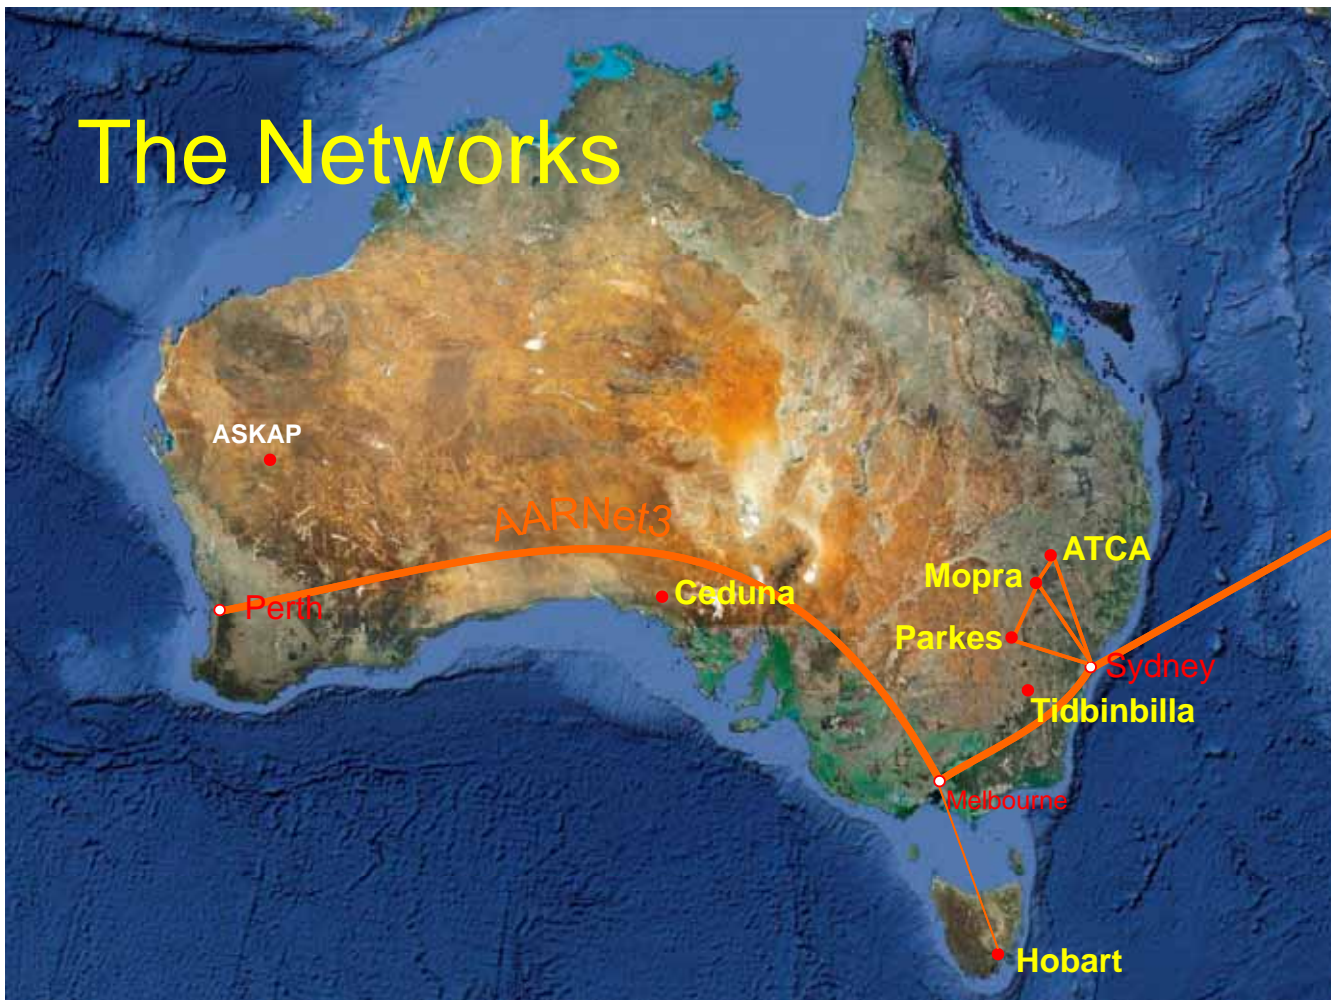 The Networks
ASKAP
AARNet3
ATCA
Mopra
Ceduna
Perth
Parkes
Sydney
Tidbinbilla
Melbourne
Hobart